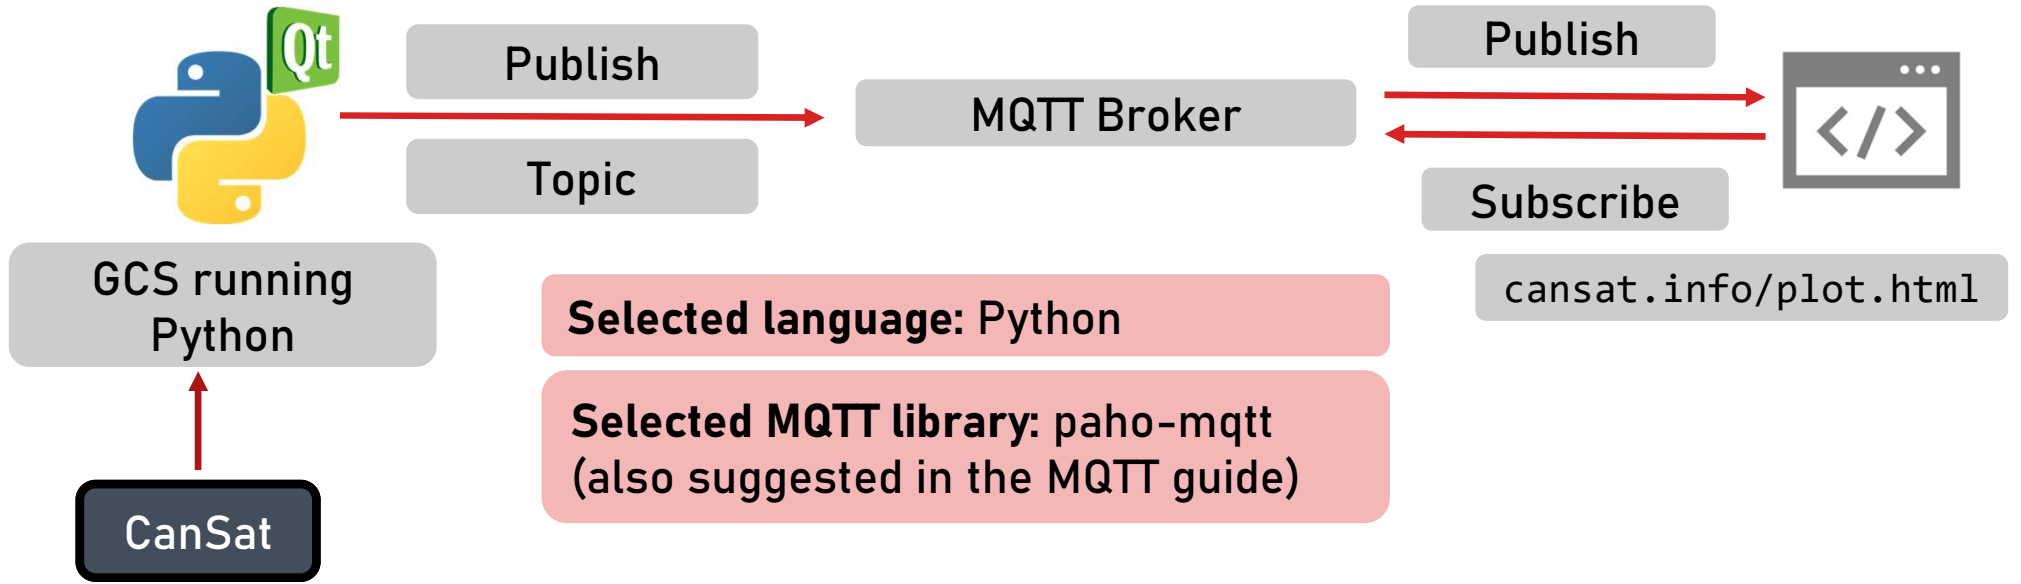 Qt
Publish
Topic
MQTT Broker
Publish
Subscribe
</>
cansat.info/plot.html
GCS running
Python
CanSat
Selected language: Python
Selected MQTT library: paho-mqtt
(also suggested in the MQTT guide)